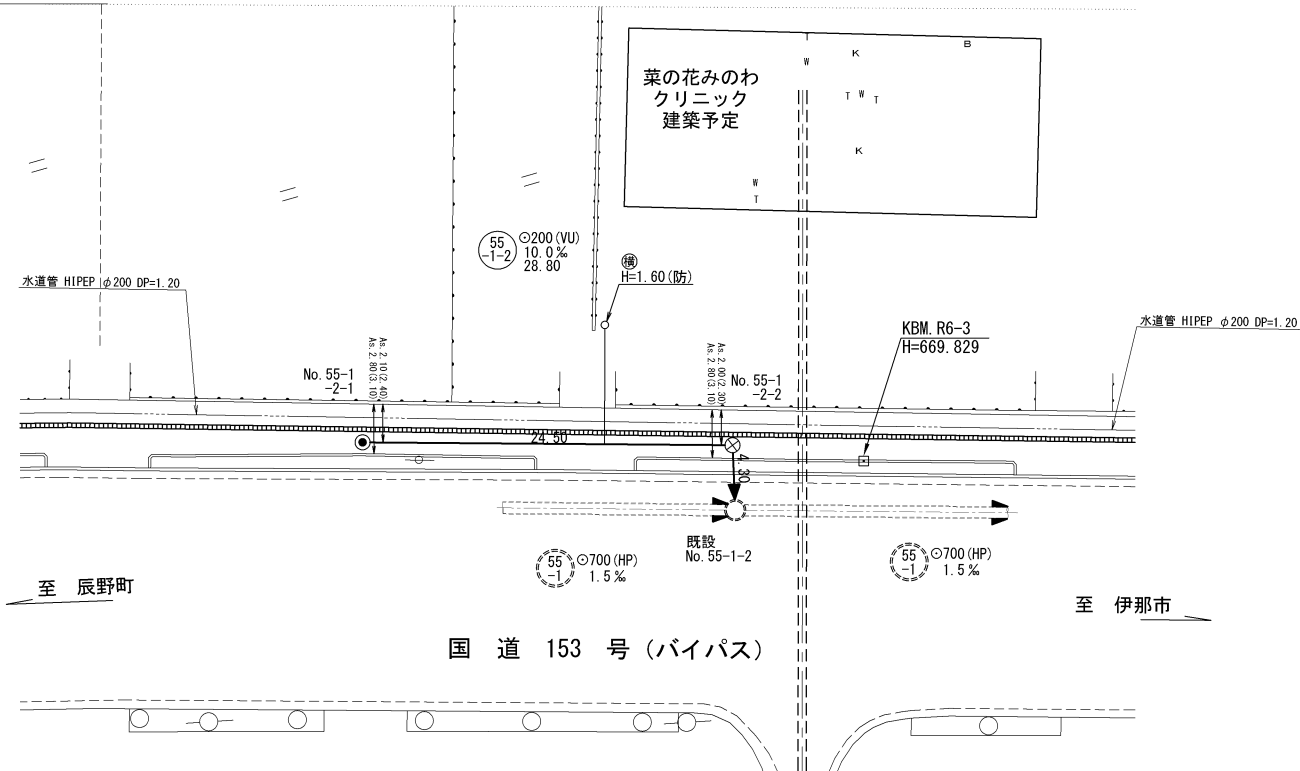 菜の花みのわ
クリニック
建築予定
B
K
W
T W T
K
W
T
55
-1-2
⊙200(VU)
10.0‰
28.80
横
H=1.60(防)
水道管 HIPEP φ200 DP=1.20
水道管 HIPEP φ200 DP=1.20
KBM.R6-3
H=669.829
As.2.10(2.40)
As.2.80(3.10)
As.2.00(2.30)
As.2.80(3.10)
No.55-1
-2-1
No.55-1
-2-2
24.50
4.30
既設
No.55-1-2
55
-1
⊙700(HP)
1.5‰
55
-1
⊙700(HP)
1.5‰
至 辰野町
至 伊那市
国 道 153 号(バイパス)